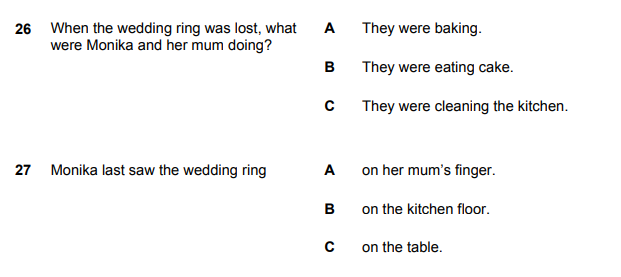 26 When the wedding ring was lost, what were Monika and her mum doing?
A They were baking.
B They were eating cake.
C They were cleaning the kitchen.
27 Monika last saw the wedding ring
A on her mum's finger.
B on the kitchen floor.
C on the table.